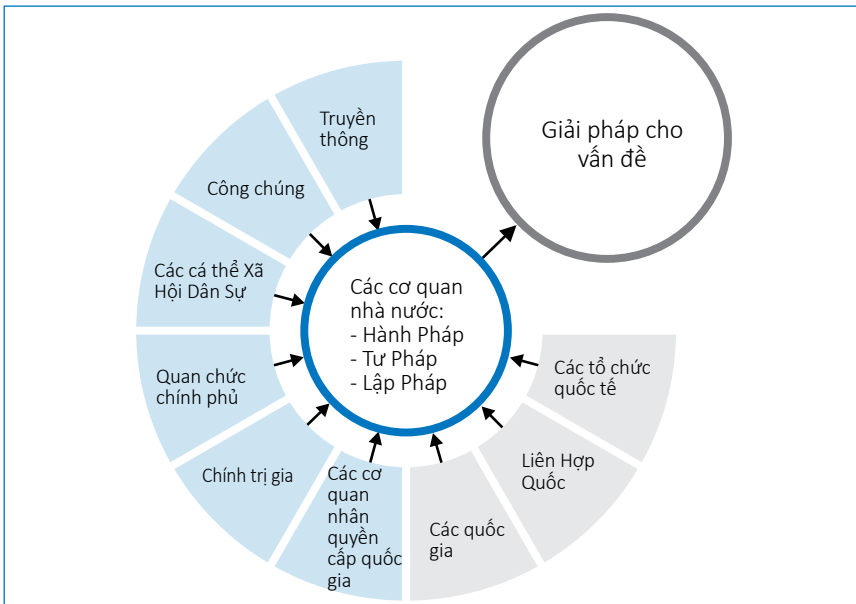 Truyền
thông
Giải pháp cho
vấn đề
Công chúng
Các cá thể Xã
Hội Dân Sự
Các cơ quan
nhà nước:
- Hành Pháp
- Tư Pháp
- Lập Pháp
Quan chức
chính phủ
Các tổ chức
quốc tế
Chính trị gia
Các cơ
quan
nhân
quyền
cấp quốc
gia
Các quốc
gia
Liên Hợp
Quốc